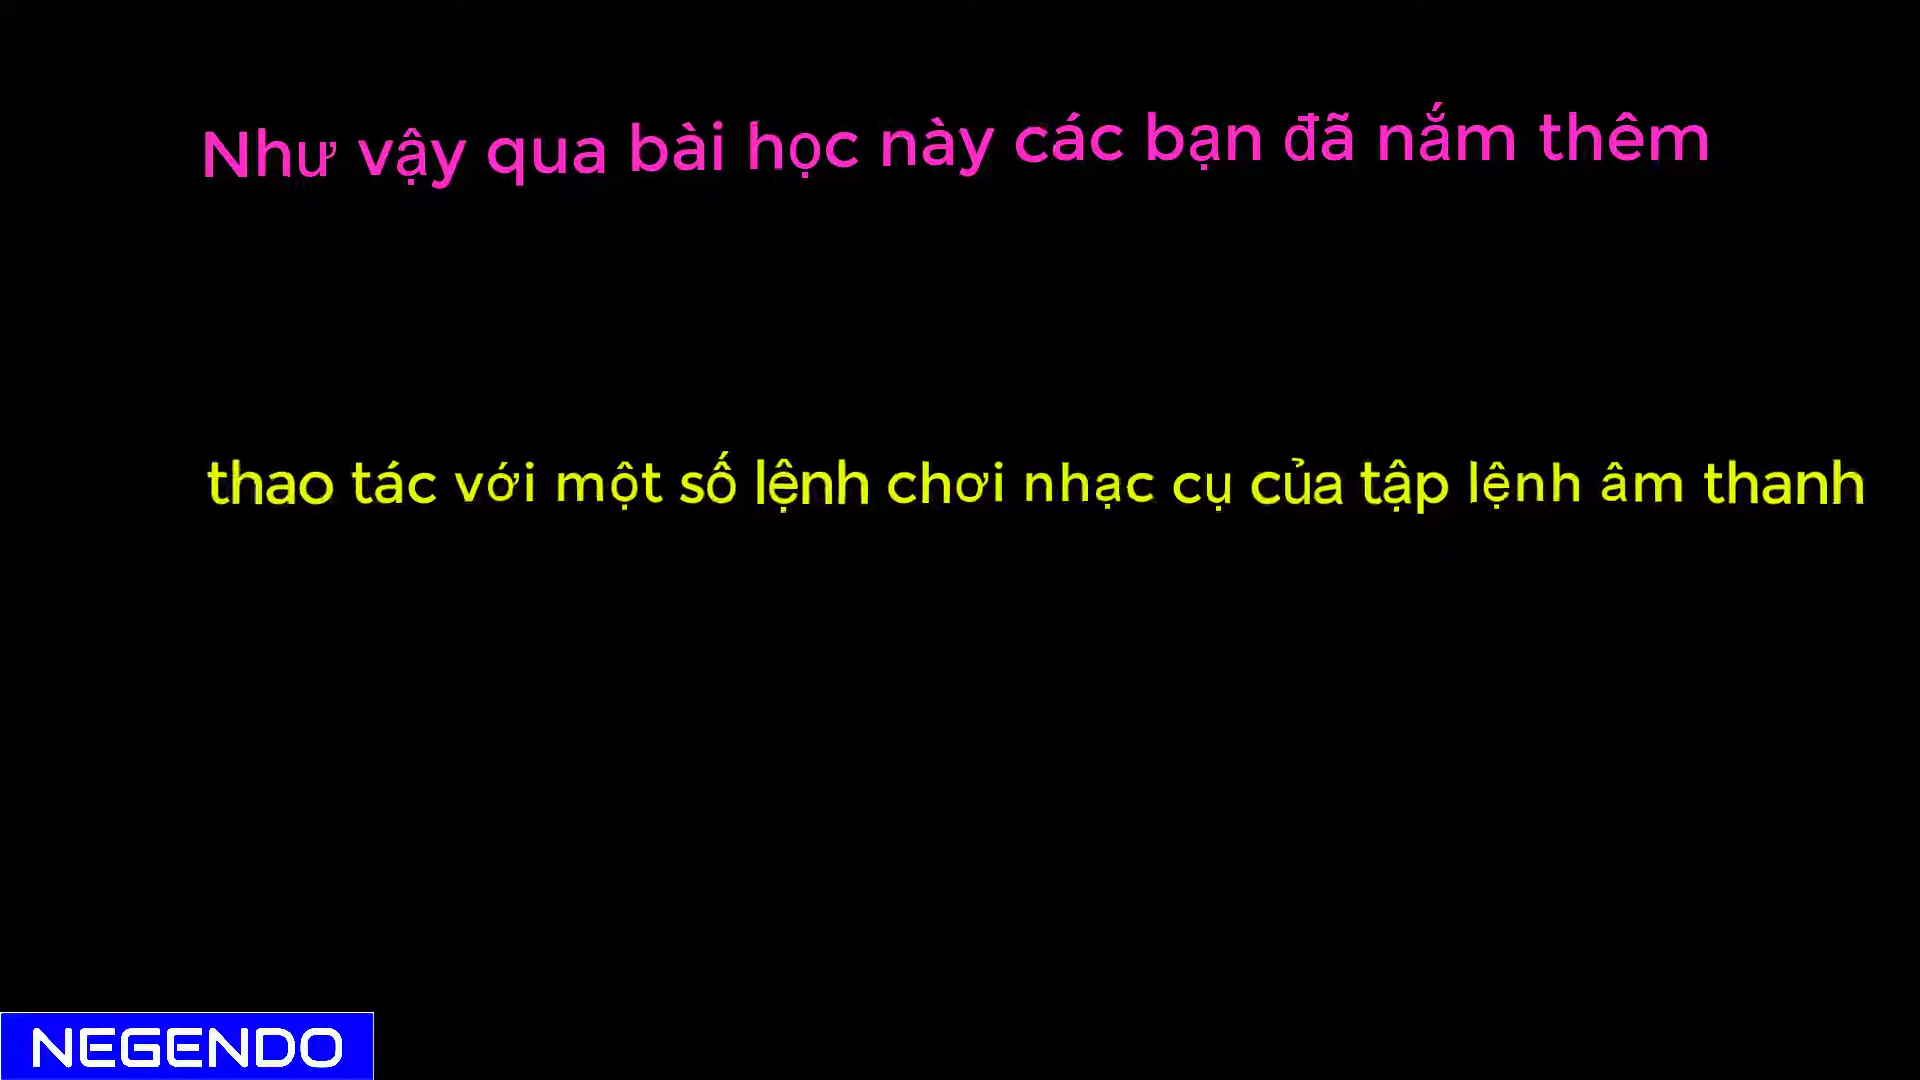 Như vậy qua bài học này các bạn đã nắm thêm
thao tác với một số lệnh chơi nhạc cụ của tập lệnh âm thanh
NEGENDO